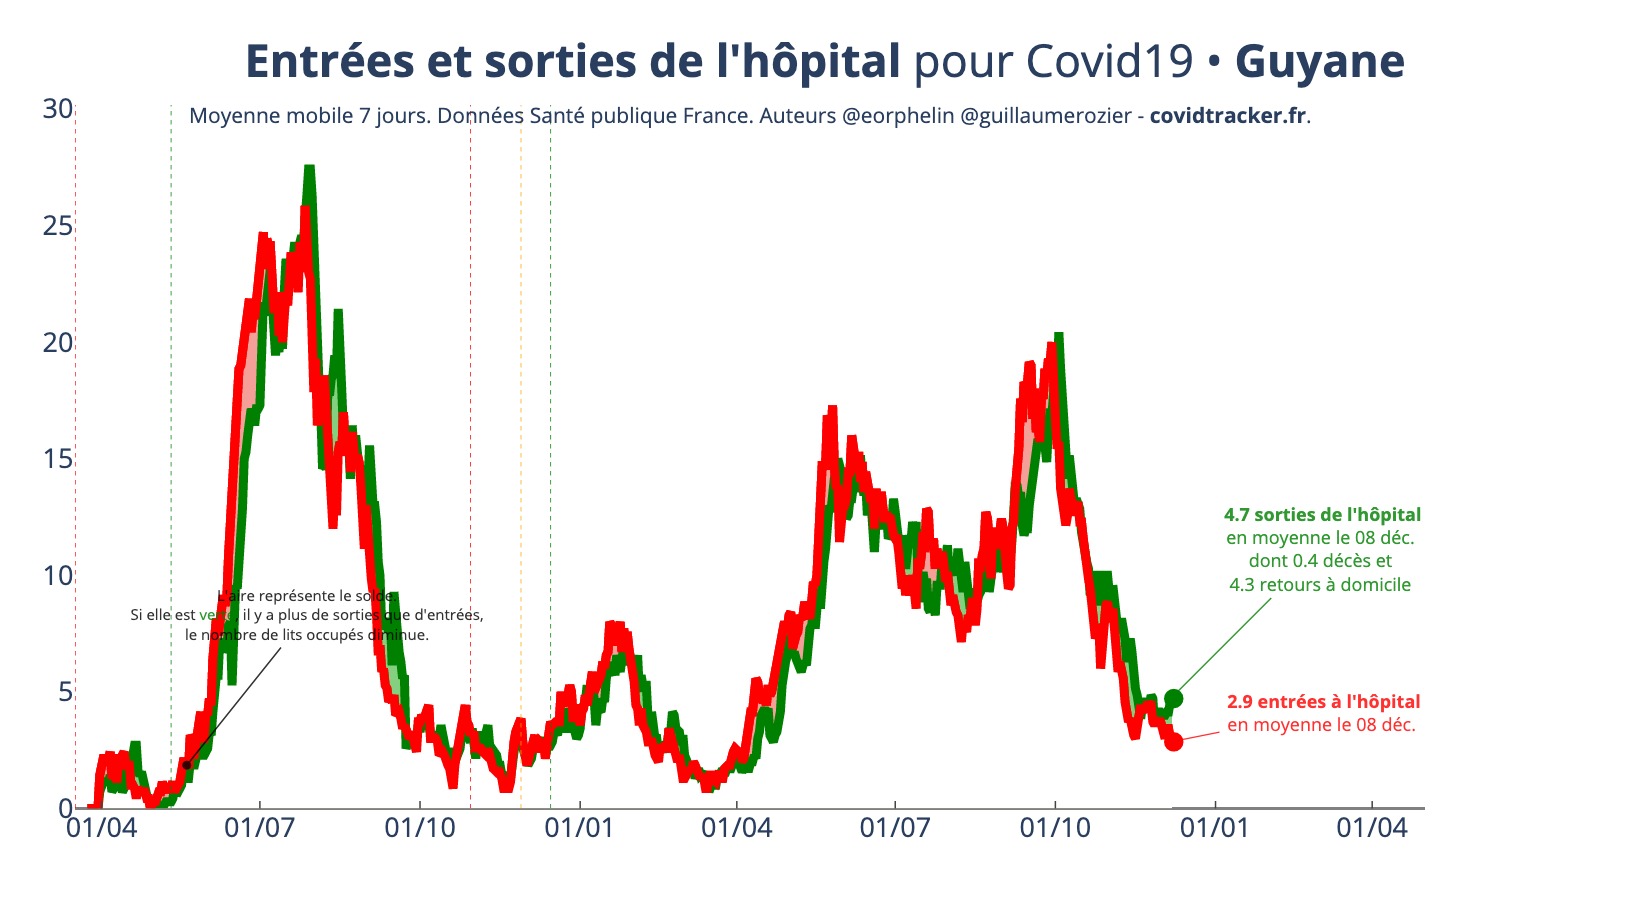 Entrées et sorties de l'hôpital pour Covid19 • Guyane
Moyenne mobile 7 jours. Données Santé publique France. Auteurs @eorphelin @guillaumerozier - covidtracker.fr.
30
25
20
15
10
5
0
L'aire représente le solde.
Si elle est verte, il y a plus de sorties que d'entrées,
le nombre de lits occupés diminue.
4.7 sorties de l'hôpital
en moyenne le 08 déc.
dont 0.4 décès et
4.3 retours à domicile
2.9 entrées à l'hôpital
en moyenne le 08 déc.
01/04 01/07 01/10 01/01 01/04 01/07 01/10 01/01 01/04